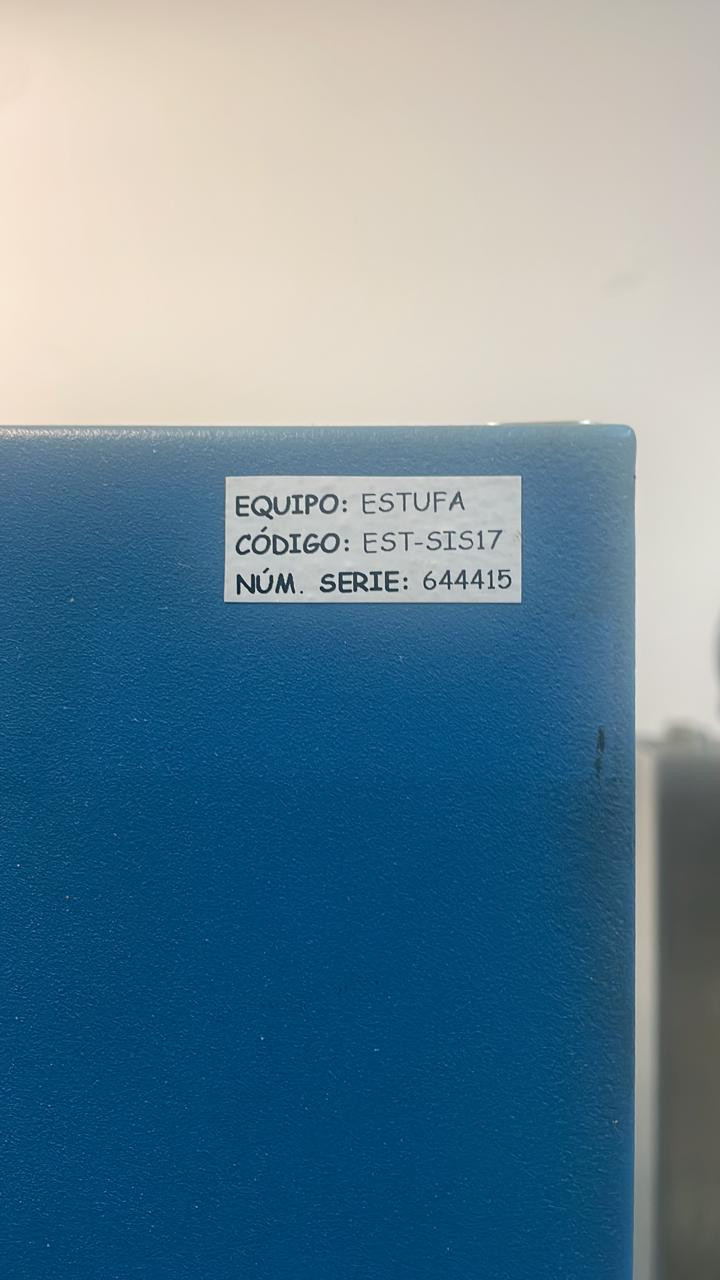 EQUIPO: ESTUFA
CÓDIGO: EST-SIS17
NÚM. SERIE: 644415